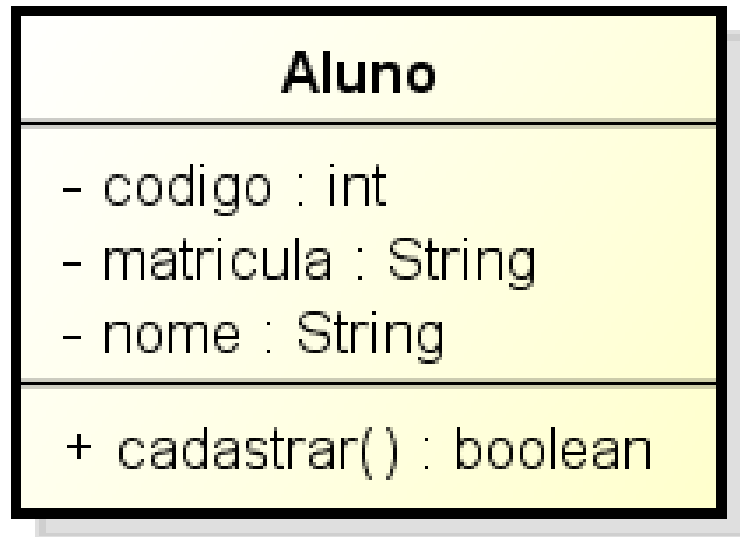 Aluno
- codigo : int
- matricula : String
- nome : String
+ cadastrar() : boolean